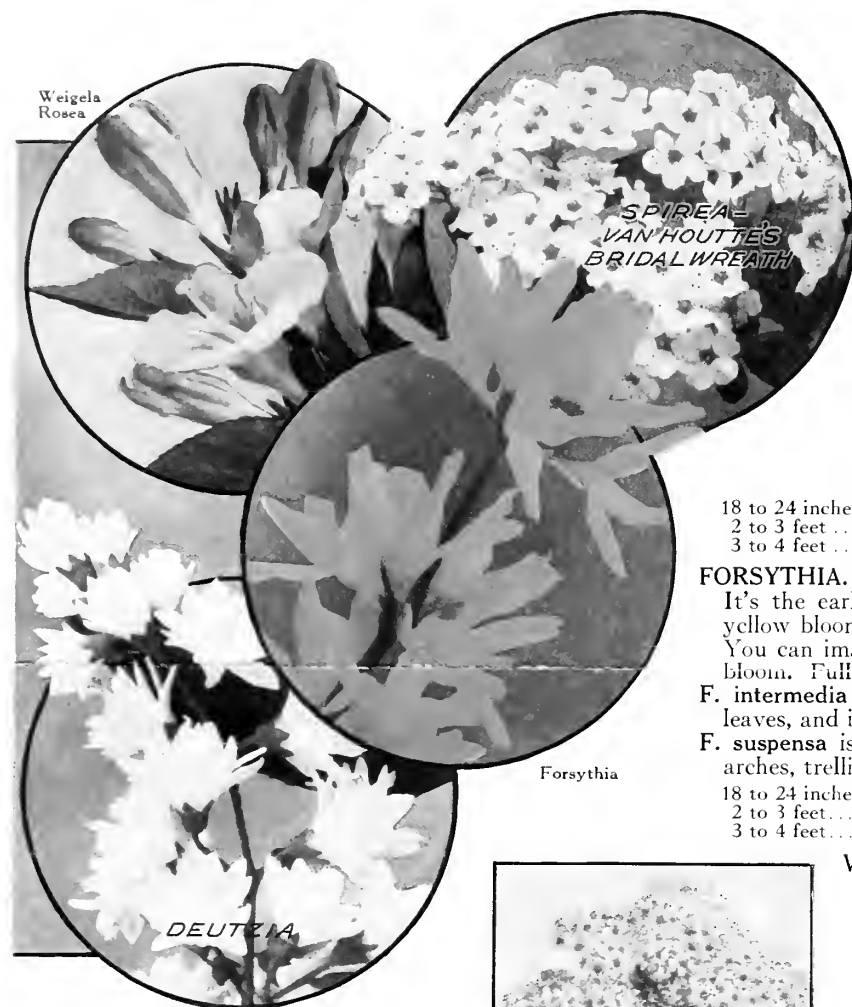 Weigela
Rosea
SPIREA—
VAN HOUTTE'S
BRIDAL WREATH
18 to 24 inche
2 to 3 feet . .
3 to 4 feet . .
FORSYTHIA.
It's the earl
yellow bloon
You can ima
bloom. Full
F. intermedia
leaves, and i
F. suspensa is
arches, trelli
18 to 24 inche
2 to 3 feet. . .
3 to 4 feet. . .
Forsythia
DEUTZIA